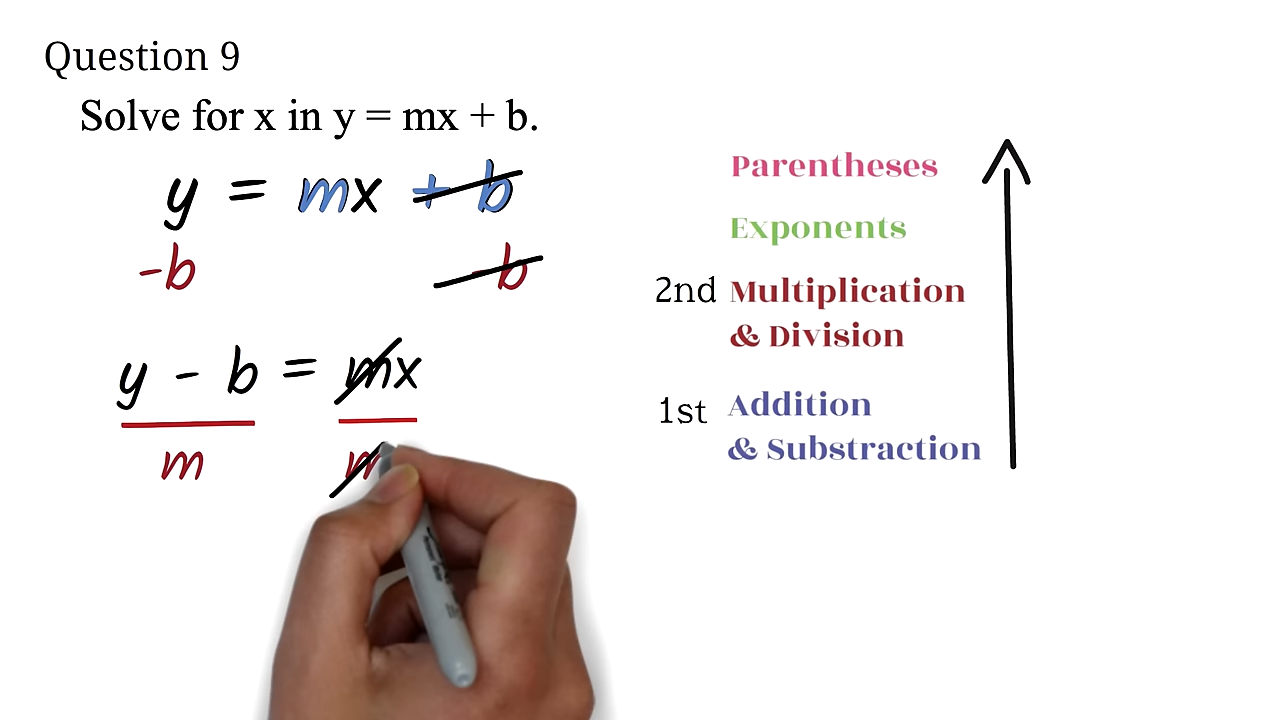 Question 9
Solve for x in y = mx + b.
y = mx + b
-b -b
y - b = mx
m m
Parentheses
Exponents
2nd Multiplication
& Division
1st Addition
& Substraction